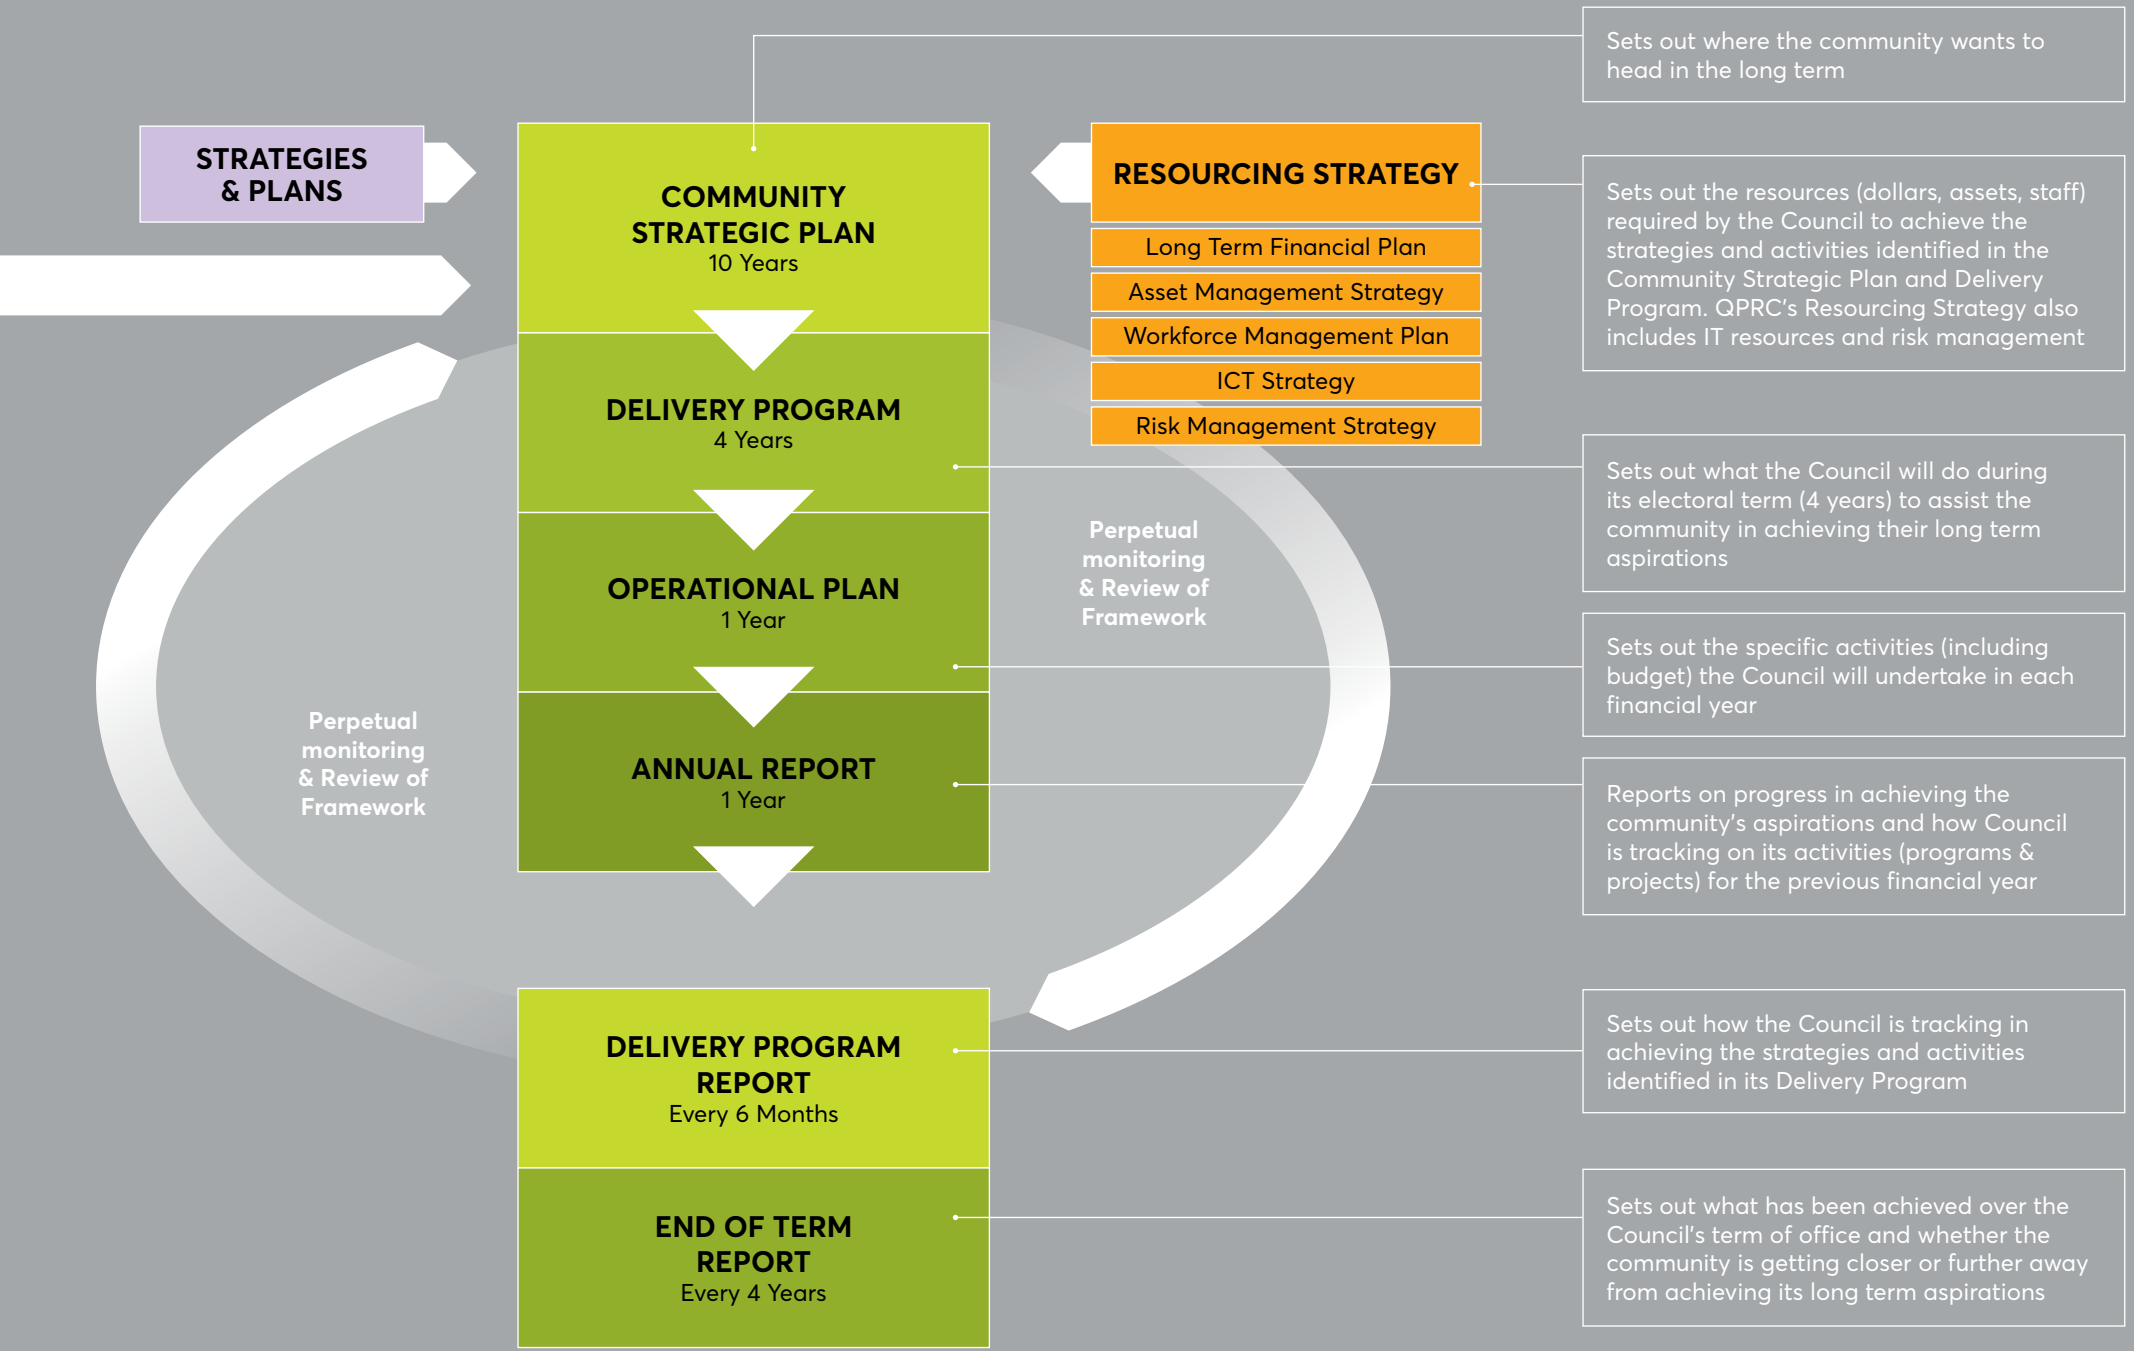 STRATEGIES
& PLANS
COMMUNITY
STRATEGIC PLAN
10 Years
DELIVERY PROGRAM
4 Years
OPERATIONAL PLAN
1 Year
ANNUAL REPORT
1 Year
DELIVERY PROGRAM
REPORT
Every 6 Months
END OF TERM
REPORT
Every 4 Years
Perpetual
monitoring
& Review of
Framework
RESOURCING STRATEGY
Long Term Financial Plan
Asset Management Strategy
Workforce Management Plan
ICT Strategy
Risk Management Strategy
Perpetual
monitoring
& Review of
Framework
Sets out where the community wants to
head in the long term
Sets out the resources (dollars, assets, staff)
required by the Council to achieve the
strategies and activities identified in the
Community Strategic Plan and Delivery
Program. QPRC's Resourcing Strategy also
includes IT resources and risk management
Sets out what the Council will do during
its electoral term (4 years) to assist the
community in achieving their long term
aspirations
Sets out the specific activities (including
budget) the Council will undertake in each
financial year
Reports on progress in achieving the
community's aspirations and how Council
is tracking on its activities (programs &
projects) for the previous financial year
Sets out how the Council is tracking in
achieving the strategies and activities
identified in its Delivery Program
Sets out what has been achieved over the
Council's term of office and whether the
community is getting closer or further away
from achieving its long term aspirations